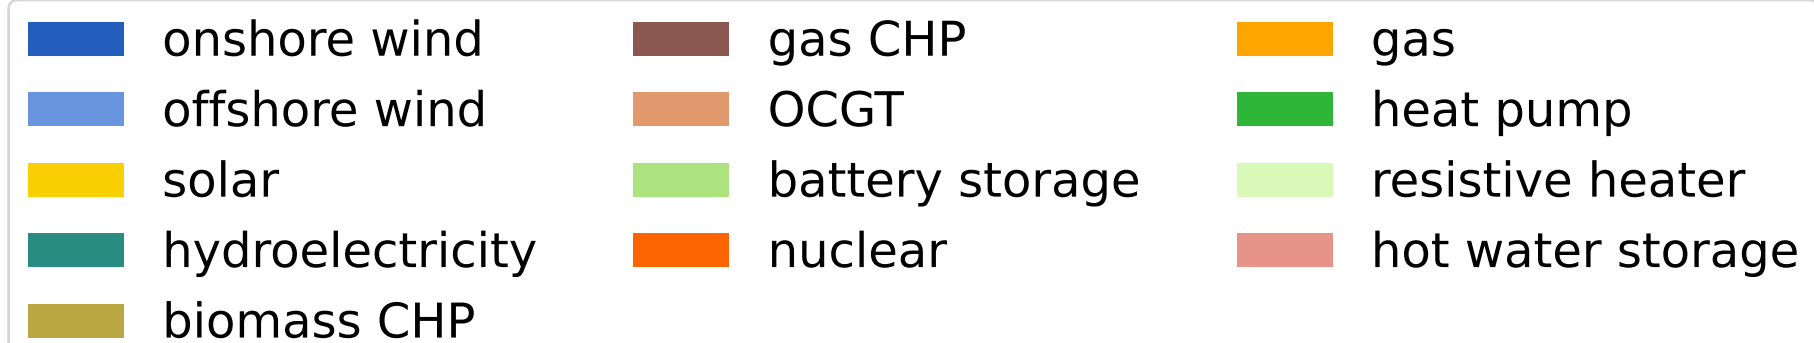 onshore wind
offshore wind
solar
hydroelectricity
biomass CHP
gas CHP
OCGT
battery storage
nuclear
gas
heat pump
resistive heater
hot water storage